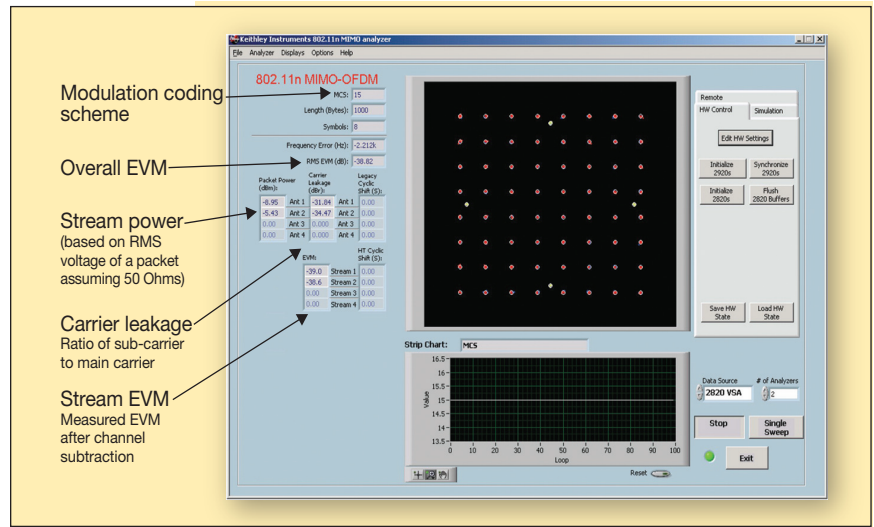 Keithley Instruments 802.11n MIMO analyzer
File Analyzer Displays Options Help
802.11n MIMO-OFDM
Modulation coding
scheme
MCS: 15
Length (Bytes): 1000
Symbols: 8
Frequency Error (Hz): -2.212k
Overall EVM
RMS EVM (dB): -38.82
Packet Power
(dBm):
Carrier
Leakage
(dBr):
Legacy
Cyclic
Shift (S):
-8.95 Ant 1 -31.84 Ant 1 0.00
-5.43 Ant 2 -34.47 Ant 2 0.00
0.00 Ant 3 0.000 Ant 3 0.00
0.00 Ant 4 0.000 Ant 4 0.00
Stream power
(based on RMS
voltage of a packet
assuming 50 Ohms)
EVM:
HT Cyclic
Shift (S):
-39.0 Stream 1 0.00
-38.6 Stream 2 0.00
0.00 Stream 3 0.00
0.00 Stream 4 0.00
Carrier leakage
Ratio of sub-carrier
to main carrier
Stream EVM
Measured EVM
after channel
subtraction
Remote
HW Control Simulation
Edit HW Settings
Initialize
2920s
Synchronize
2920s
Initialize
2820s
Flush
2820 Buffers
Save HW
State
Load HW
State
Strip Chart: MCS
16.5
16
15.5
15
14.5
14
13.5
Value
0 10 20 30 40 50 60 70 80 90 100
Loop
Reset
Data Source # of Analyzers
2820 VSA 2
Stop
Single
Sweep
Exit